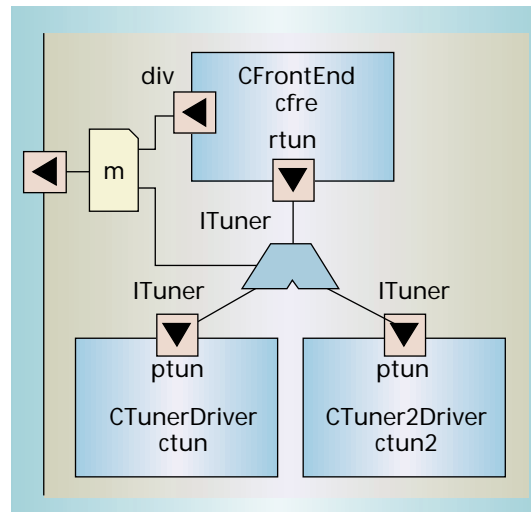 div
CFrontEnd
cfre
rtun
m
ITuner
ITuner
ITuner
ptun
ptun
CTunerDriver
ctun
CTuner2Driver
ctun2